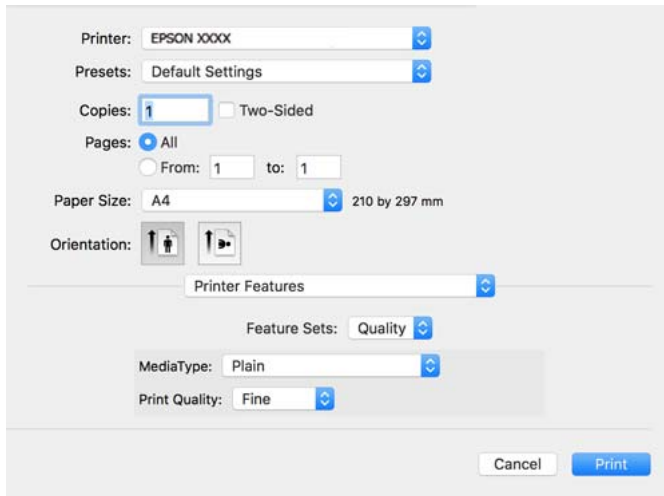 Printer: EPSON XXXX
Presets: Default Settings
Copies: 1 Two-Sided
Pages: All
From: 1 to: 1
Paper Size: A4 210 by 297 mm
Orientation:
Printer Features
Feature Sets: Quality
MediaType: Plain
Print Quality: Fine
Cancel Print